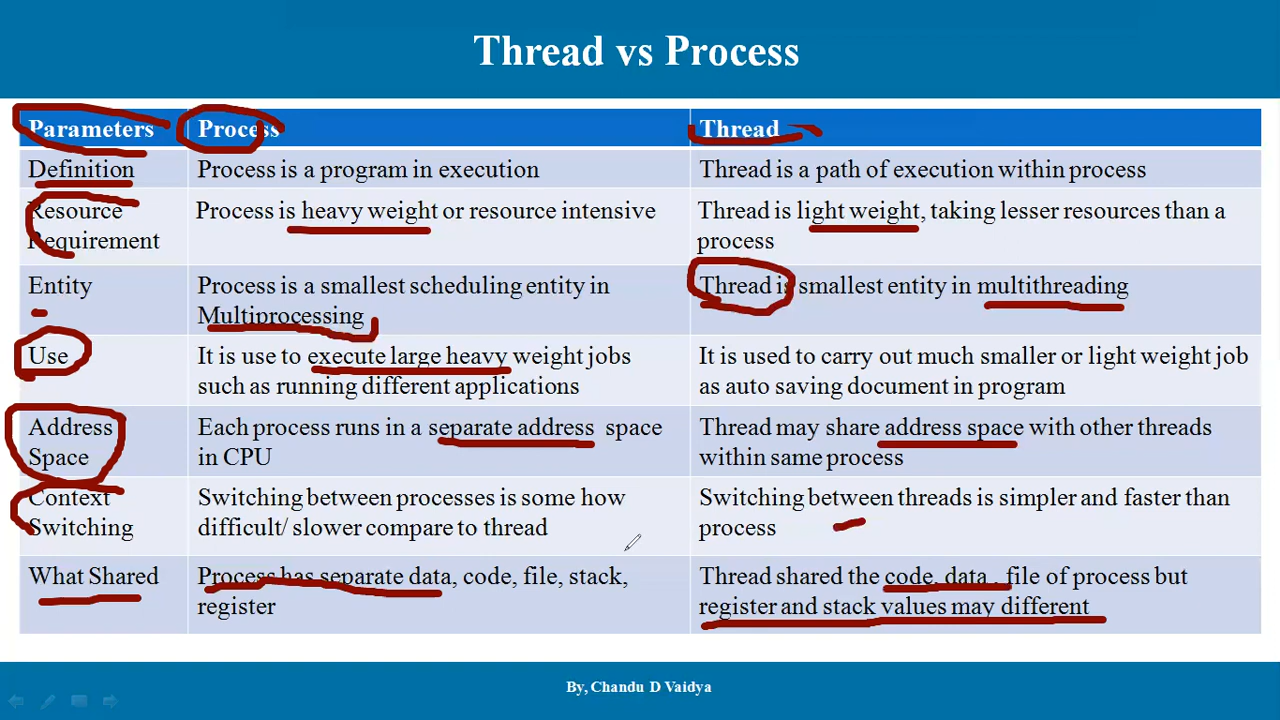 Thread vs Process
Parameters Process Thread
Definition Process is a program in execution Thread is a path of execution within process
Resource Process is heavy weight or resource intensive Thread is light weight, taking lesser resources than a
Requirement process
Entity Process is a smallest scheduling entity in Thread is smallest entity in multithreading
Multiprocessing
Use It is use to execute large heavy weight jobs It is used to carry out much smaller or light weight job
such as running different applications as auto saving document in program
Address Each process runs in a separate address space Thread may share address space with other threads
Space in CPU within same process
Context Switching between processes is some how Switching between threads is simpler and faster than
Switching difficult/ slower compare to thread process
What Shared Process has separate data, code, file, stack, Thread shared the code, data , file of process but
register register and stack values may different
By, Chandu D Vaidya